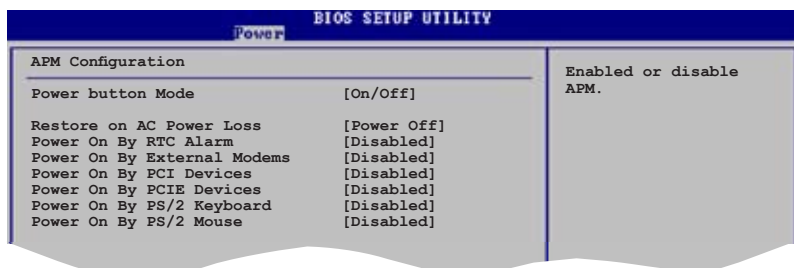 BIOS SETUP UTILITY
Power
APM Configuration
Enabled or disable
APM.
Power button Mode [On/Off]
Restore on AC Power Loss [Power Off]
Power On By RTC Alarm [Disabled]
Power On By External Modems [Disabled]
Power On By PCI Devices [Disabled]
Power On By PCIE Devices [Disabled]
Power On By PS/2 Keyboard [Disabled]
Power On By PS/2 Mouse [Disabled]